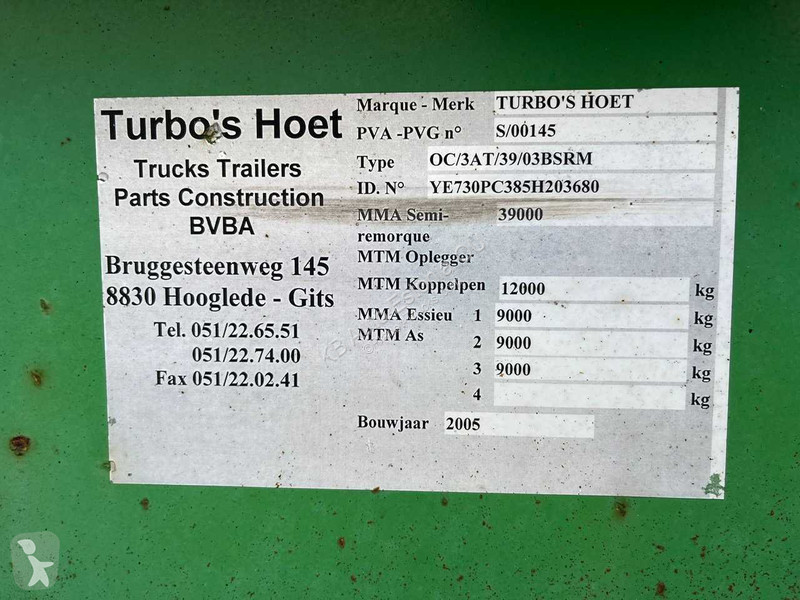 Turbo's Hoet
Trucks Trailers
Parts Construction
BVBA
Bruggesteenweg 145
8830 Hooglede - Gits
Tel. 051/22.65.51
051/22.74.00
Fax 051/22.02.41
Marque - Merk TURBO'S HOET
PVA -PVG n° S/00145
Type OC/3AT/39/03BSRM
ID. N° YE730PC385H203680
MMA Semi- 39000
remorque
MTM Oplegger
MTM Koppelpen 12000 kg
MMA Essieu 1 9000 kg
MTM As 2 9000 kg
3 9000 kg
4 kg
Bouwjaar 2005